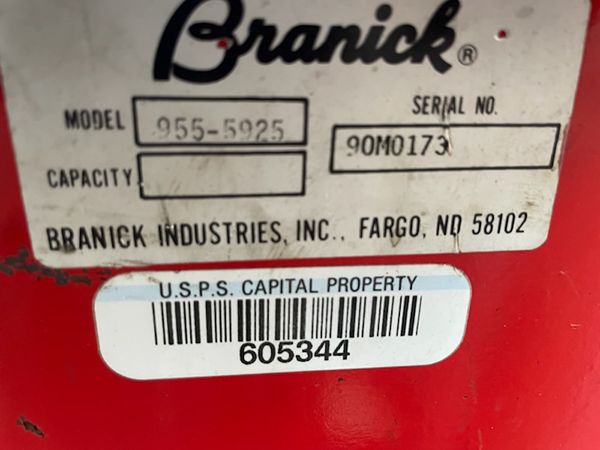 Branick®
MODEL 955-5925
SERIAL NO. 90M0173
CAPACITY
BRANICK INDUSTRIES, INC., FARGO, ND 58102
U.S.P.S. CAPITAL PROPERTY
605344